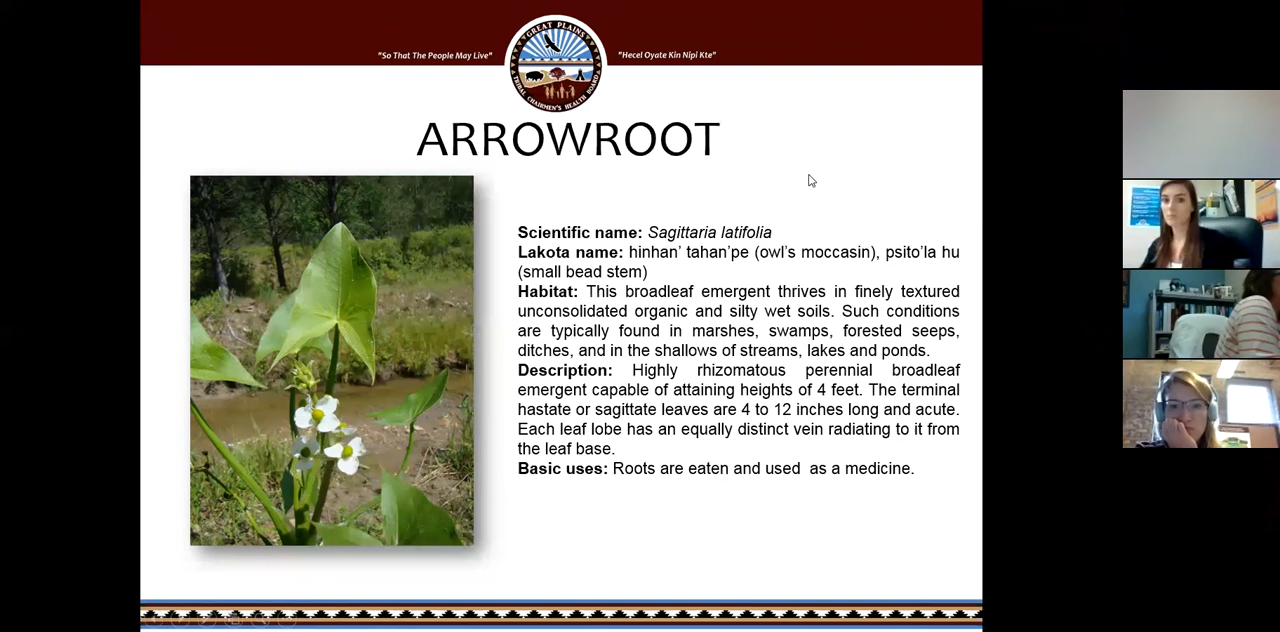 "So That The People May Live"
GREAT PLAINS
TRIBAL CHAIRMEN'S HEALTH BOARD
"Hecel Oyate Kin Nipi Kte"
ARROWROOT
Scientific name: Sagittaria latifolia
Lakota name: hinhan’ tahan’pe (owl’s moccasin), psito’la hu
(small bead stem)
Habitat: This broadleaf emergent thrives in finely textured
unconsolidated organic and silty wet soils. Such conditions
are typically found in marshes, swamps, forested seeps,
ditches, and in the shallows of streams, lakes and ponds.
Description: Highly rhizomatous perennial broadleaf
emergent capable of attaining heights of 4 feet. The terminal
hastate or sagittate leaves are 4 to 12 inches long and acute.
Each leaf lobe has an equally distinct vein radiating to it from
the leaf base.
Basic uses: Roots are eaten and used  as a medicine.